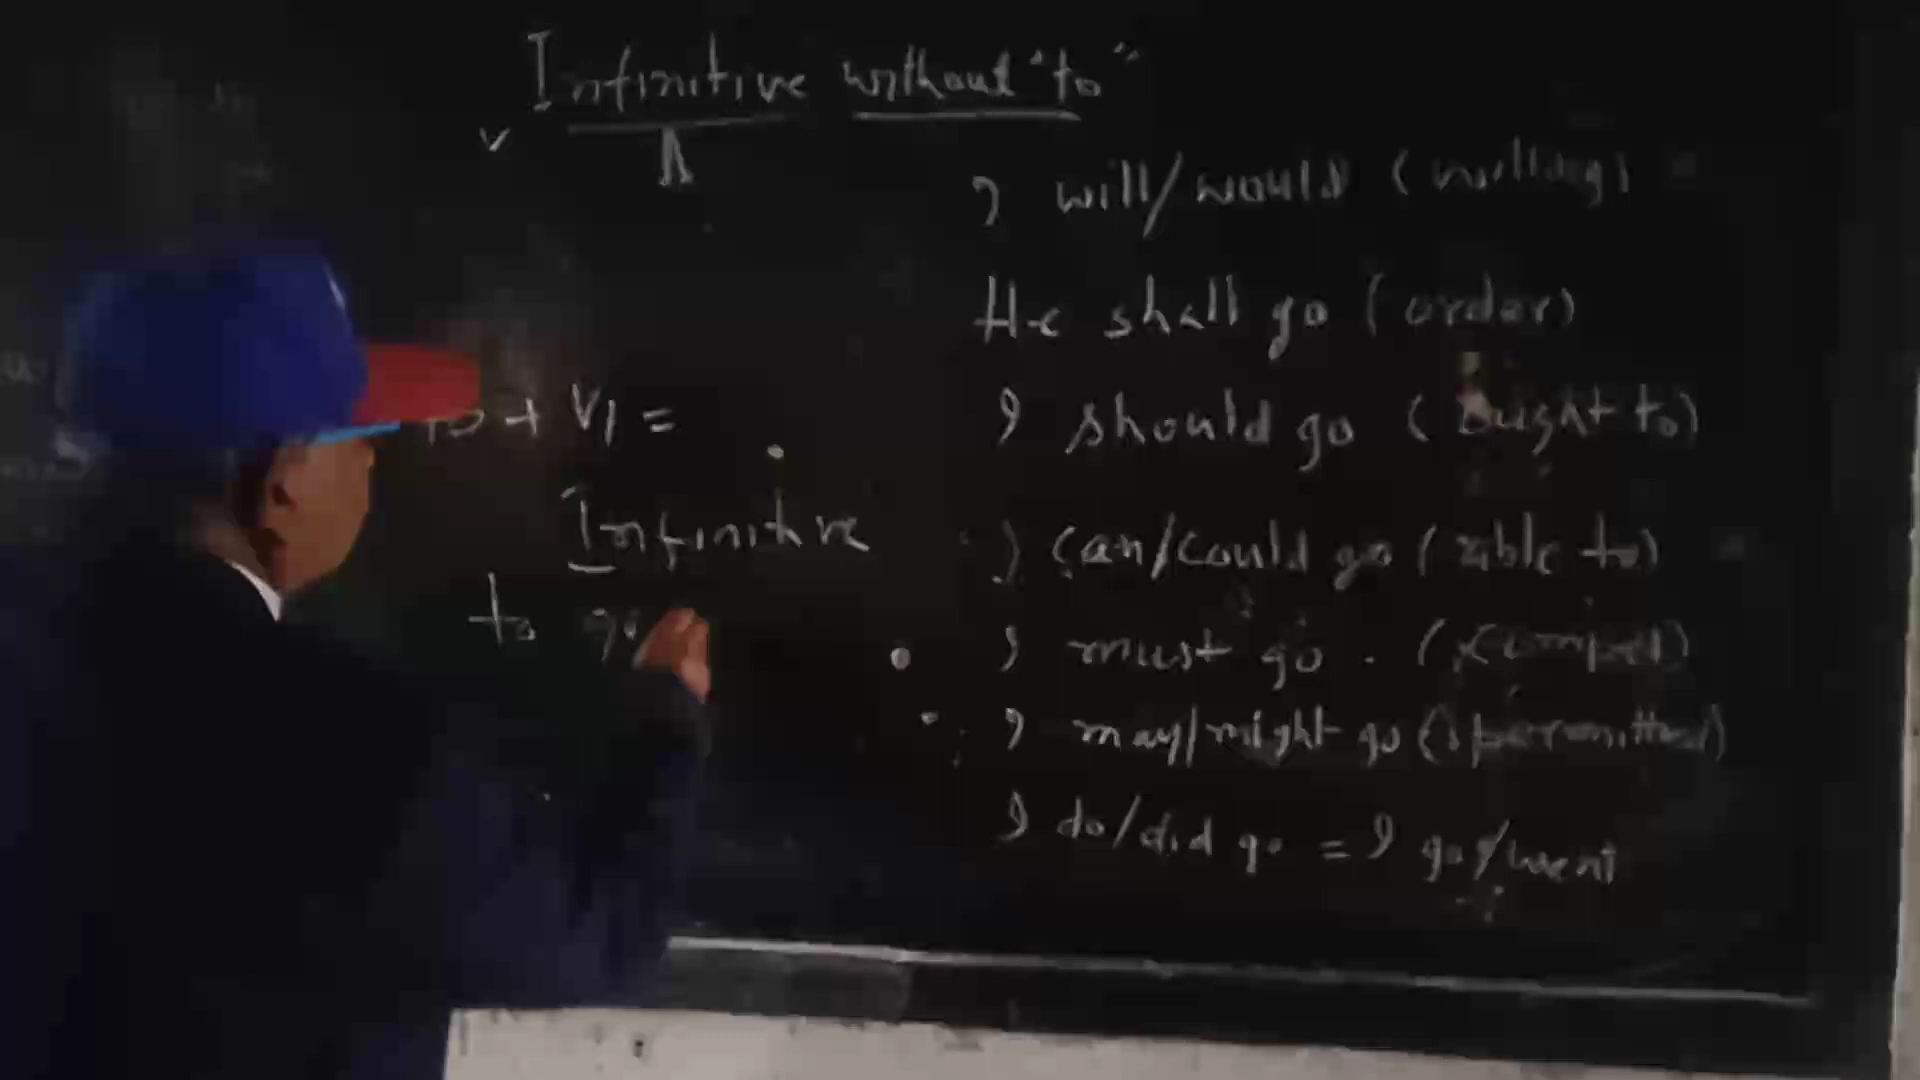 Infinitive without "to"
I will/would (willing)
He shall go (order)
to + V1 =
I should go (ought to)
Infinitive
I can/could go (able to)
to go
I must go. (compel)
I may/might go (permitted)
I do/did go = I go/went